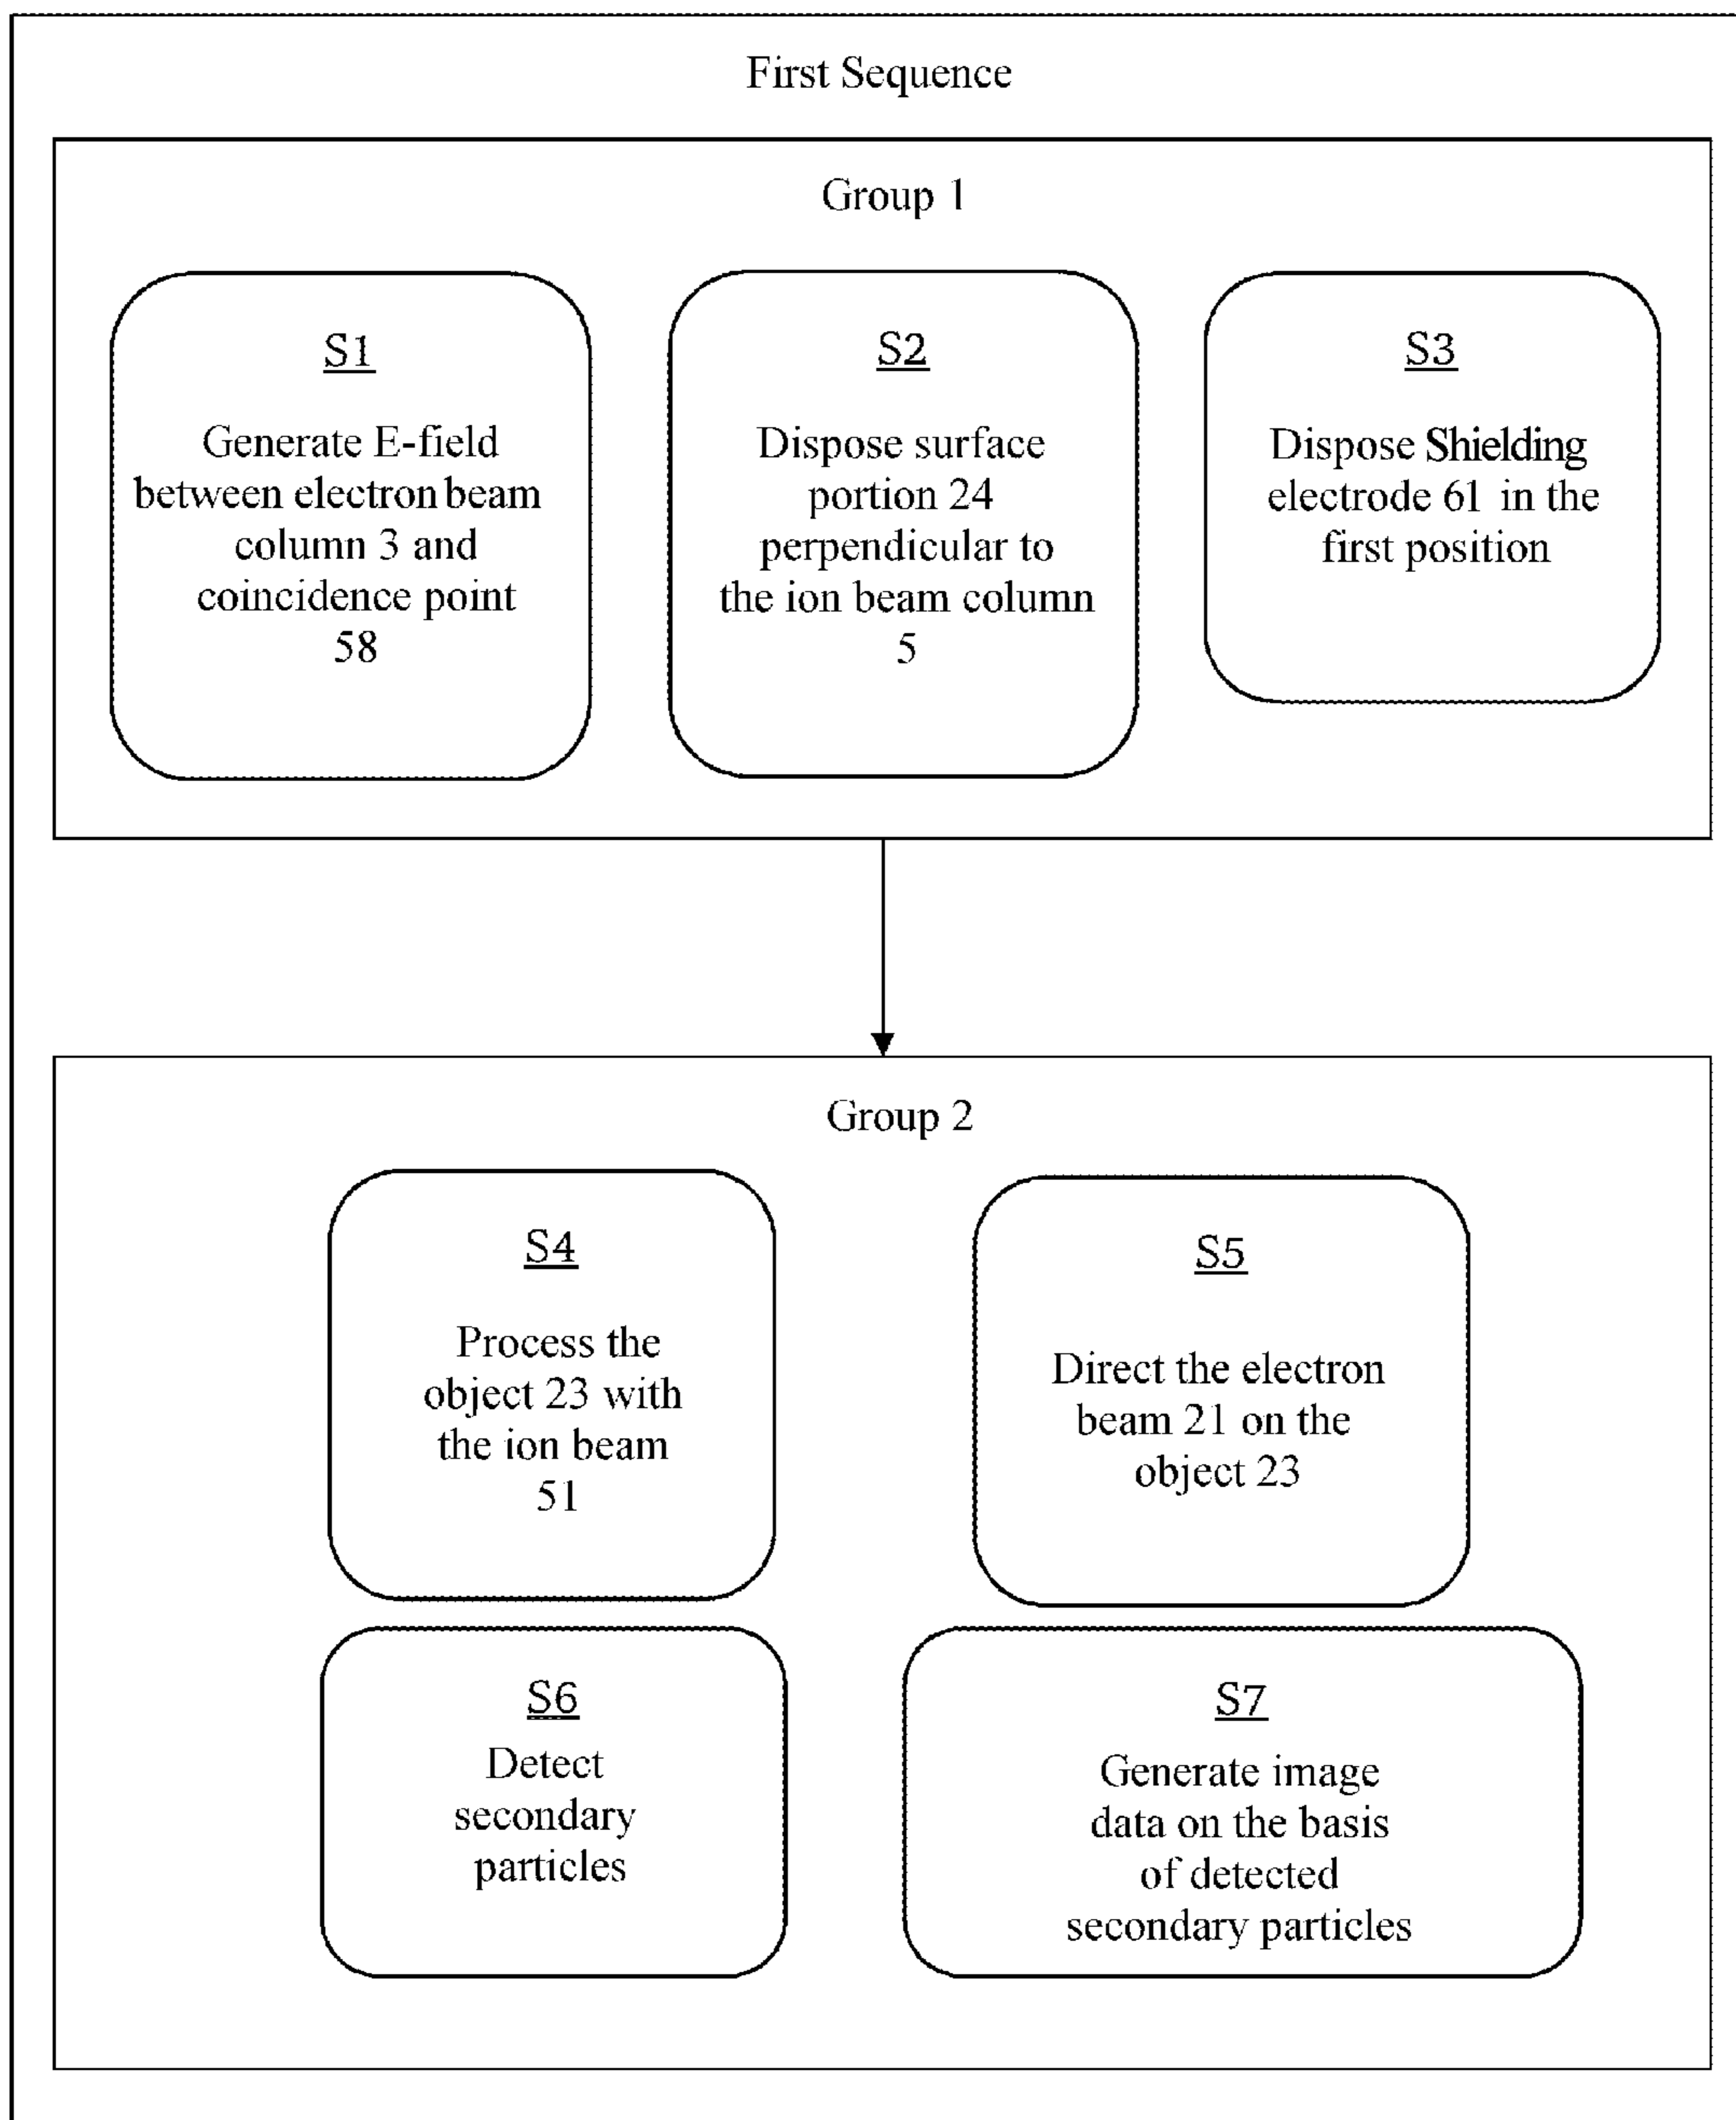 First Sequence
Group 1
S1
Generate E-field
between electron beam
column 3 and
coincidence point
58
S2
Dispose surface
portion 24
perpendicular to
the ion beam column
5
S3
Dispose Shielding
electrode 61 in the
first position
Group 2
S4
Process the
object 23 with
the ion beam
51
S5
Direct the electron
beam 21 on the
object 23
S6
Detect
secondary
particles
S7
Generate image
data on the basis
of detected
secondary particles